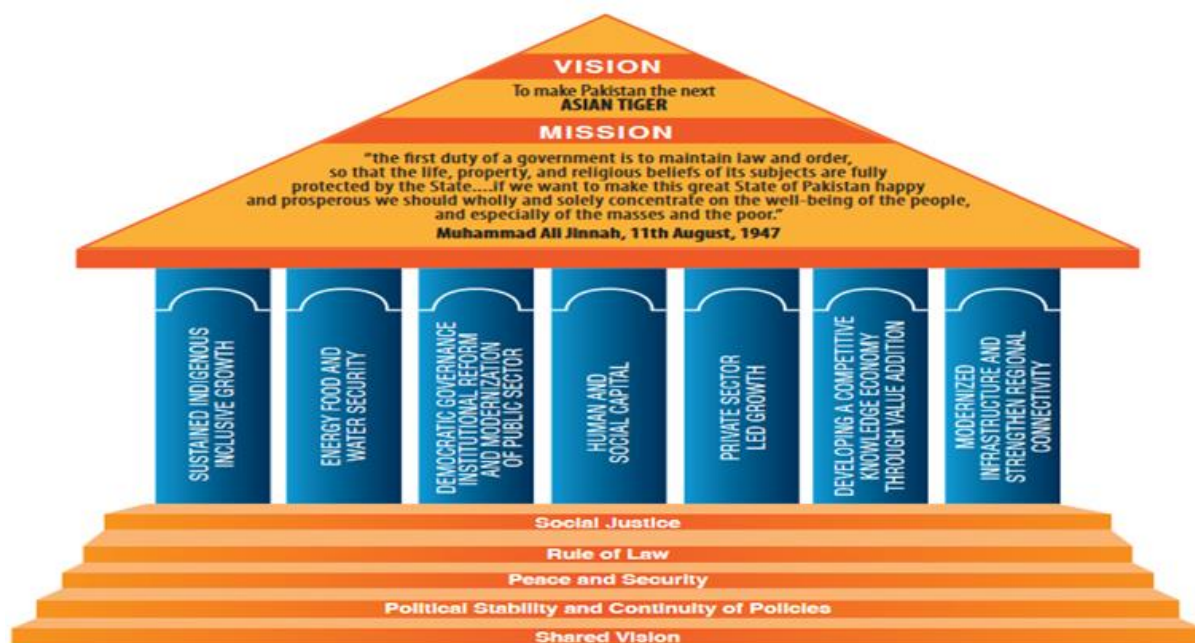 VISION
To make Pakistan the next
ASIAN TIGER
MISSION
"the first duty of a government is to maintain law and order,
so that the life, property, and religious beliefs of its subjects are fully
protected by the State....if we want to make this great State of Pakistan happy
and prosperous we should wholly and solely concentrate on the well-being of the people,
and especially of the masses and the poor."
Muhammad Ali Jinnah, 11th August, 1947
SUSTAINED INDIGENOUS
INCLUSIVE GROWTH
ENERGY FOOD AND
WATER SECURITY
DEMOCRATIC GOVERNANCE
INSTITUTIONAL REFORM
AND MODERNIZATION
OF PUBLIC SECTOR
HUMAN AND
SOCIAL CAPITAL
PRIVATE SECTOR
LED GROWTH
DEVELOPING A COMPETITIVE
KNOWLEDGE ECONOMY
THROUGH VALUE ADDITION
MODERNIZED
INFRASTRUCTURE AND
STRENGTHEN REGIONAL
CONNECTIVITY
Social Justice
Rule of Law
Peace and Security
Political Stability and Continuity of Policies
Shared Vision